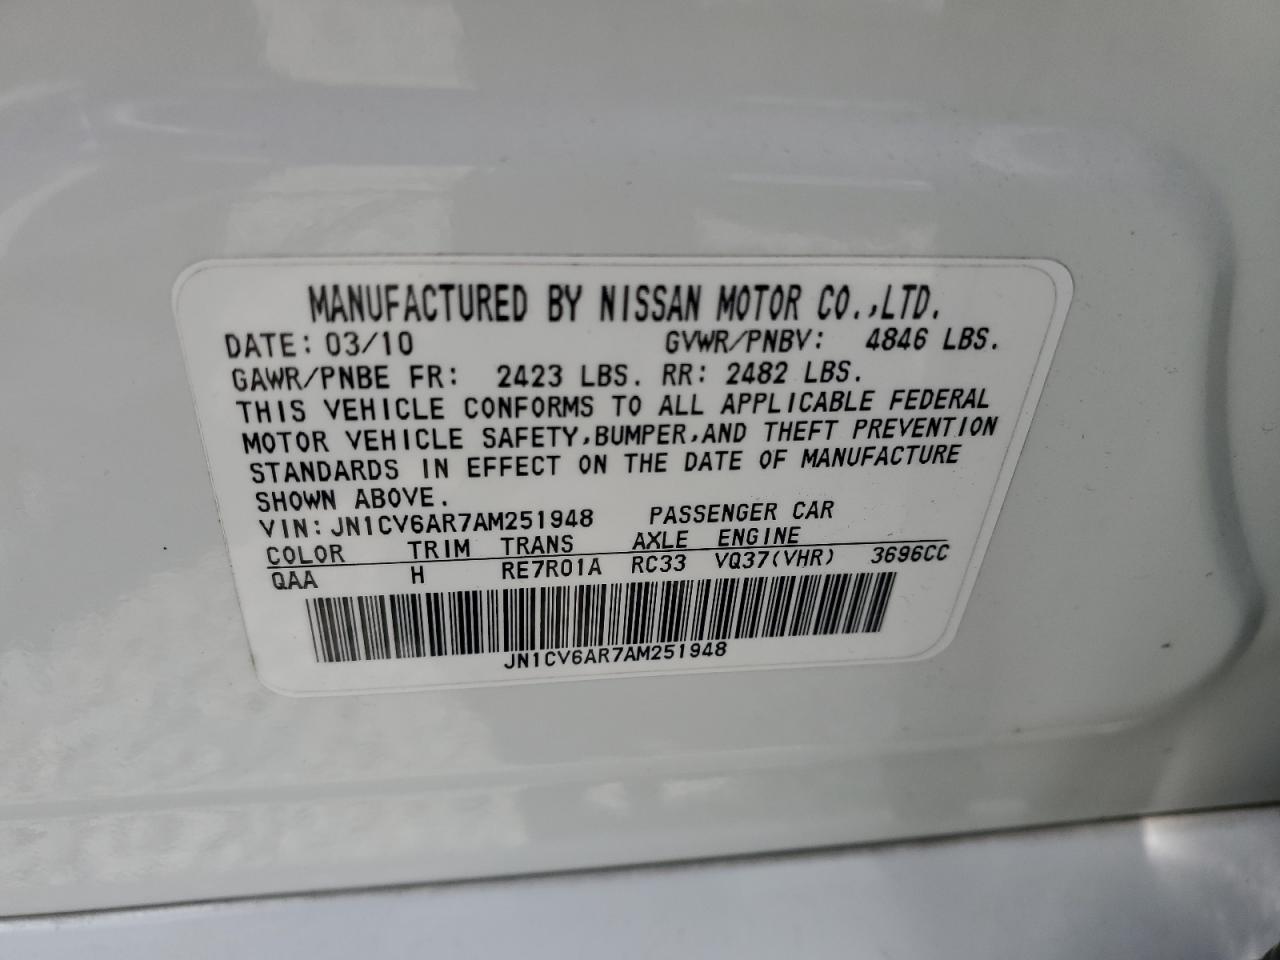 MANUFACTURED BY NISSAN MOTOR CO.,LTD.
DATE: 03/10 GVWR/PNBV: 4846 LBS.
GAWR/PNBE FR: 2423 LBS. RR: 2482 LBS.
THIS VEHICLE CONFORMS TO ALL APPLICABLE FEDERAL
MOTOR VEHICLE SAFETY,BUMPER,AND THEFT PREVENTION
STANDARDS IN EFFECT ON THE DATE OF MANUFACTURE
SHOWN ABOVE.
VIN: JN1CV6AR7AM251948 PASSENGER CAR
COLOR TRIM TRANS AXLE ENGINE
QAA H RE7R01A RC33 VQ37(VHR) 3696CC
JN1CV6AR7AM251948